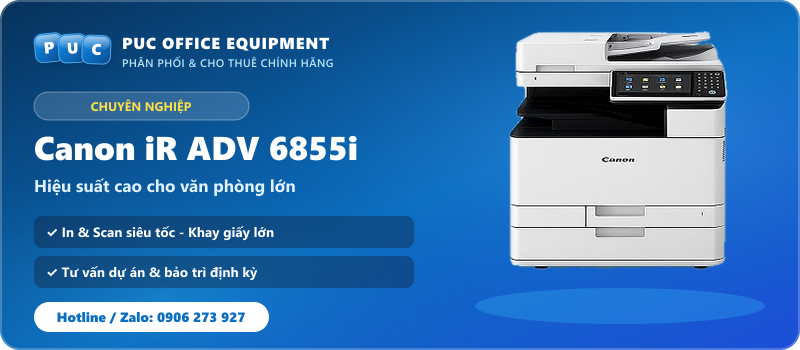 PUC
PUC OFFICE EQUIPMENT
PHÂN PHỐI & CHO THUÊ CHÍNH HÃNG
CHUYÊN NGHIỆP
Canon iR ADV 6855i
Hiệu suất cao cho văn phòng lớn
✓ In & Scan siêu tốc - Khay giấy lớn
✓ Tư vấn dự án & bảo trì định kỳ
Hotline / Zalo: 0906 273 927
Canon